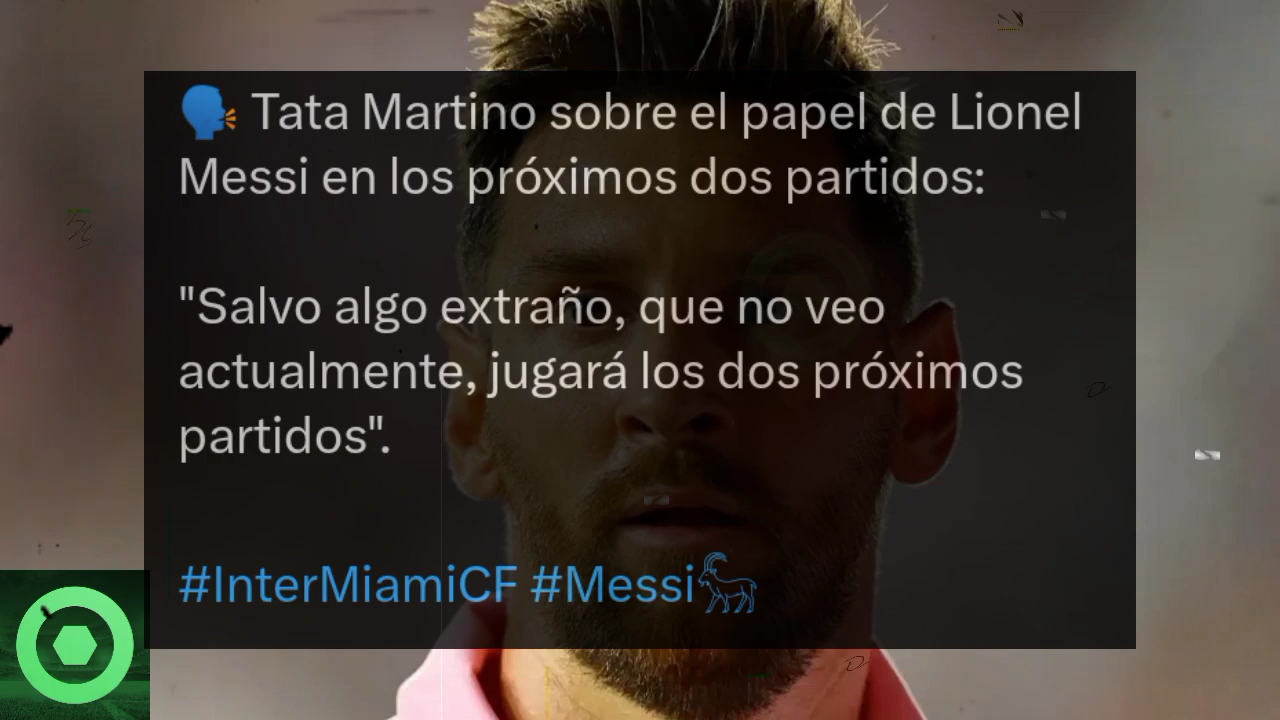 🗣️ Tata Martino sobre el papel de Lionel
Messi en los próximos dos partidos:
"Salvo algo extraño, que no veo
actualmente, jugará los dos próximos
partidos".
#InterMiamiCF #Messi